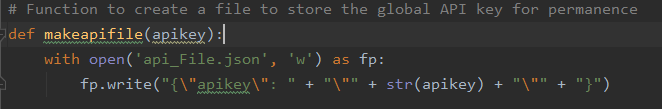 # Function to create a file to store the global API key for permanence
def makeapifile(apikey):
    with open('api_File.json', 'w') as fp:
        fp.write("{\"apikey\": " + "\"" + str(apikey) + "\"" + "}")